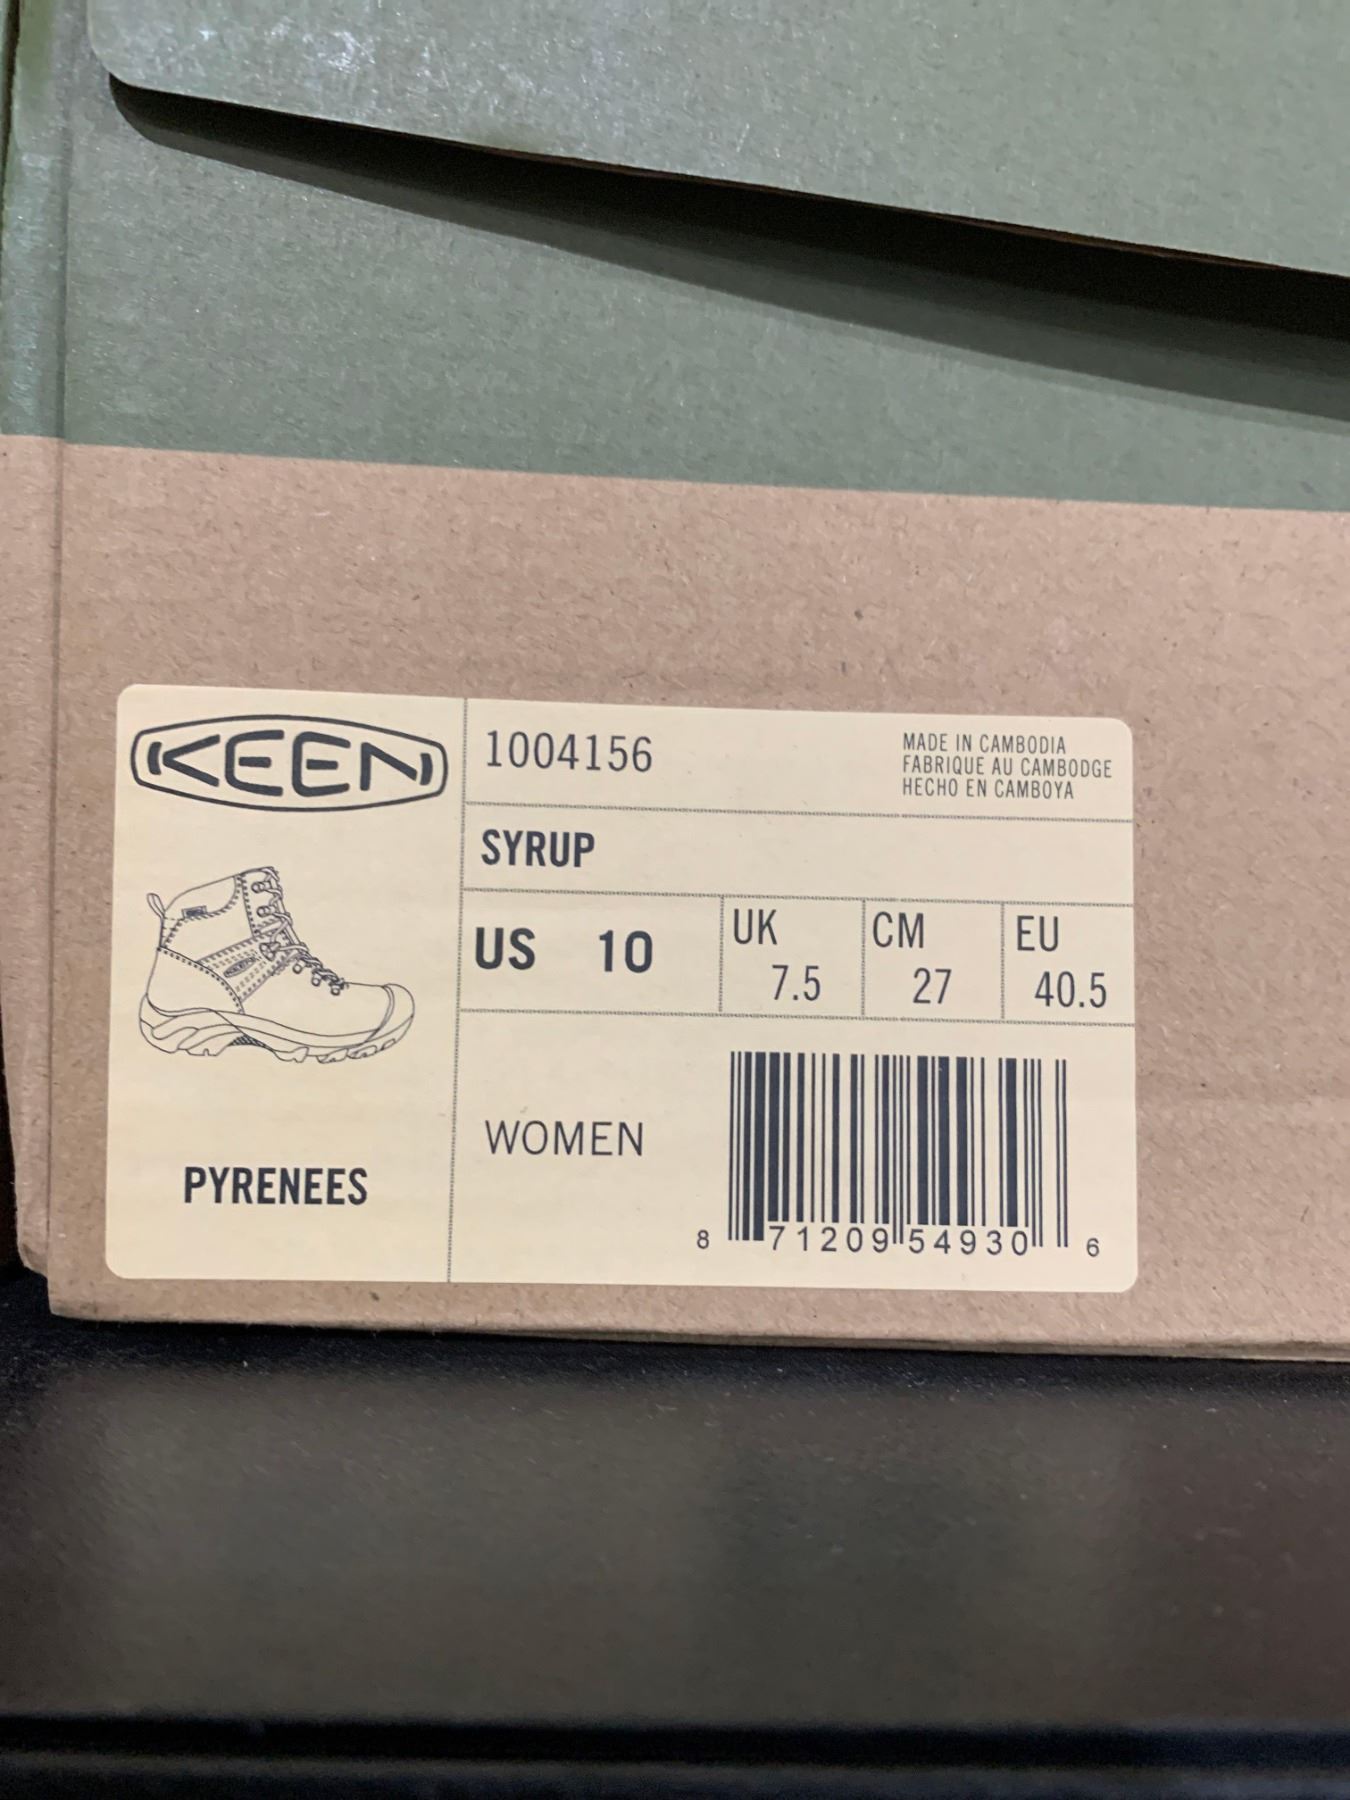 KEEN
PYRENEES
1004156
MADE IN CAMBODIA
FABRIQUE AU CAMBODGE
HECHO EN CAMBOYA
SYRUP
US 10
UK
7.5
CM
27
EU
40.5
WOMEN
8 71209 54930 6